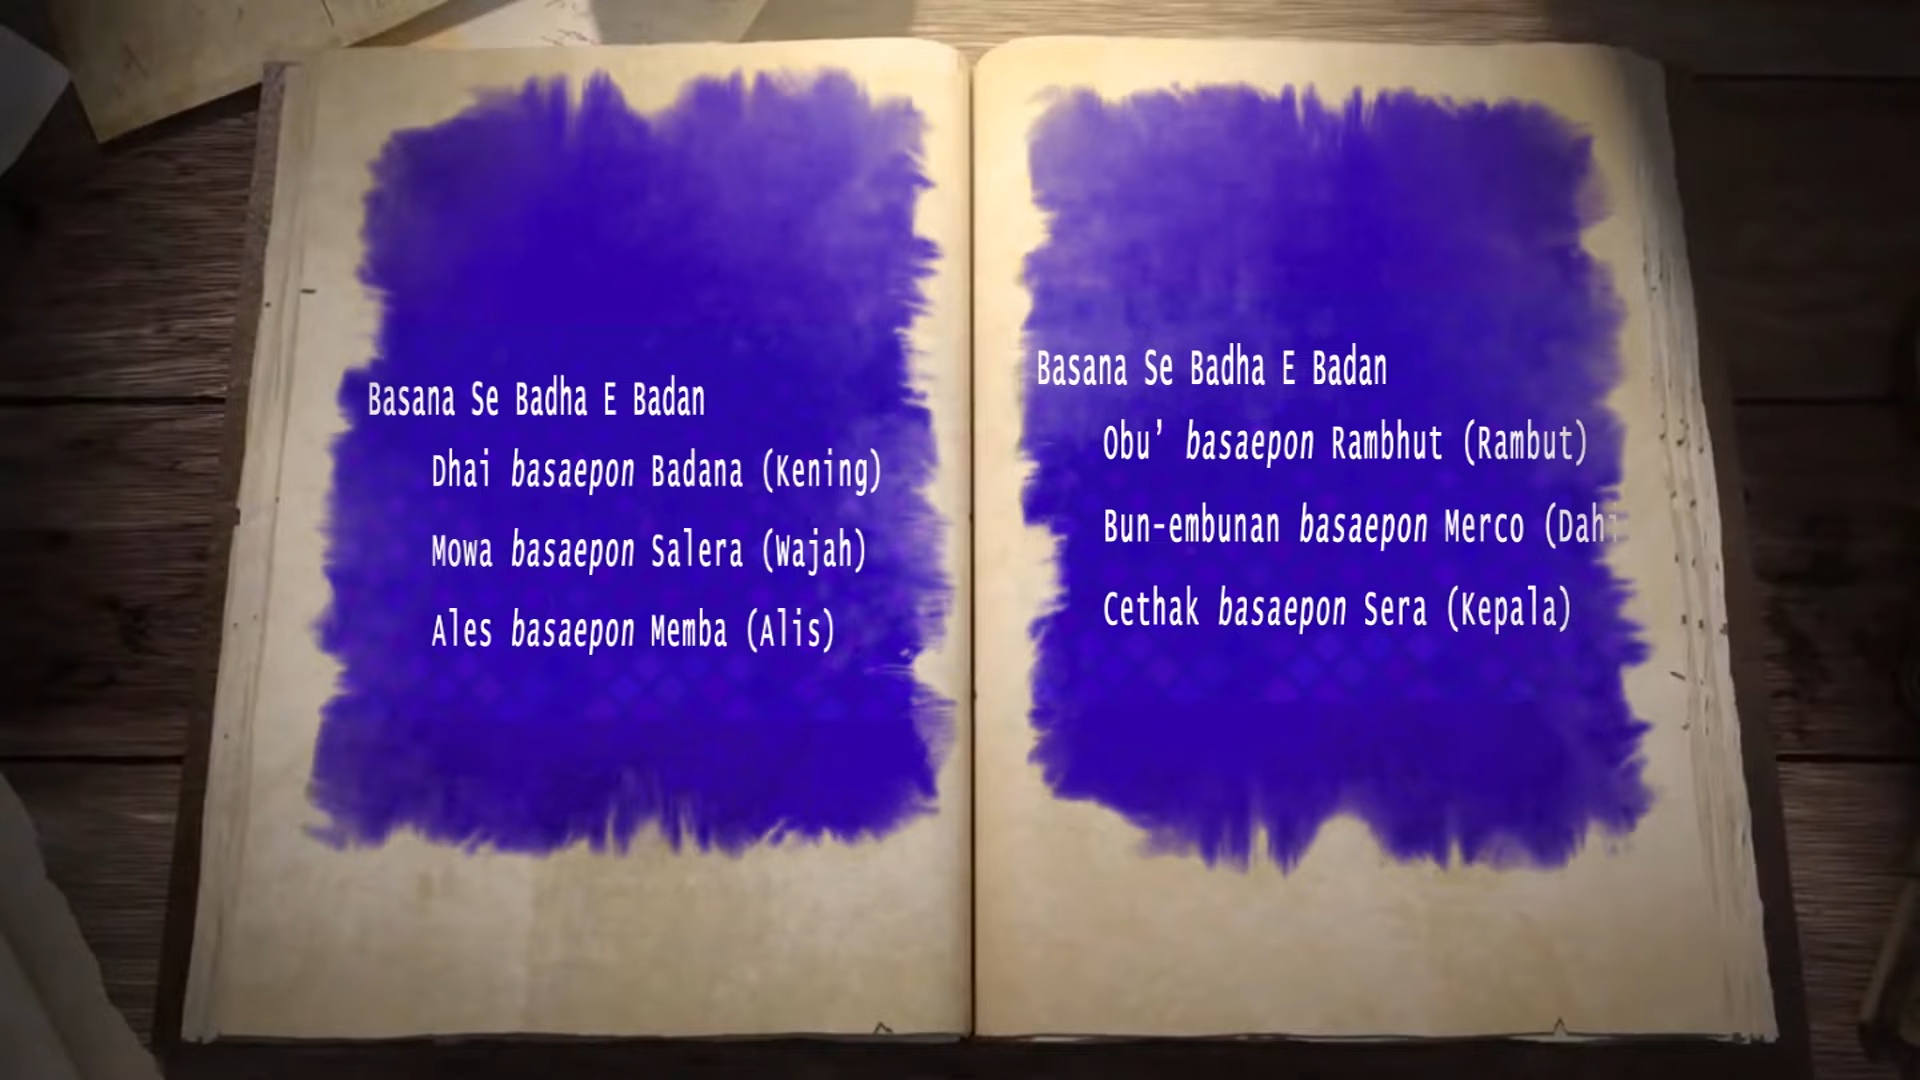 Basana Se Badha E Badan
Dhai basaepon Badana (Kening)
Mowa basaepon Salera (Wajah)
Ales basaepon Memba (Alis)
Basana Se Badha E Badan
Obu’ basaepon Rambhut (Rambut)
Bun-embunan basaepon Merco
Cethak basaepon Sera (Kepala)